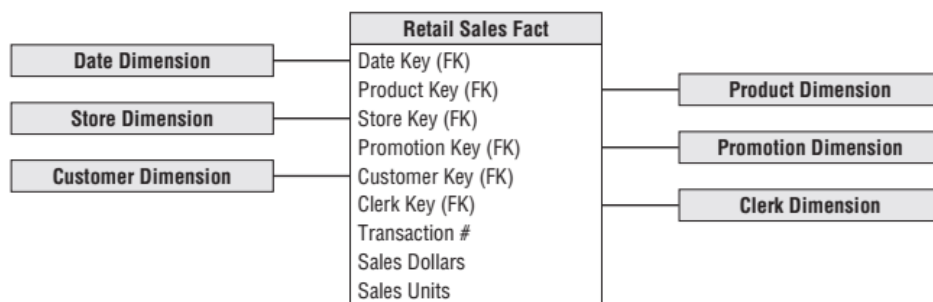 Retail Sales Fact
Date Dimension
Date Key (FK)
Product Key (FK)
Product Dimension
Store Dimension
Store Key (FK)
Promotion Key (FK)
Promotion Dimension
Customer Dimension
Customer Key (FK)
Clerk Key (FK)
Clerk Dimension
Transaction #
Sales Dollars
Sales Units